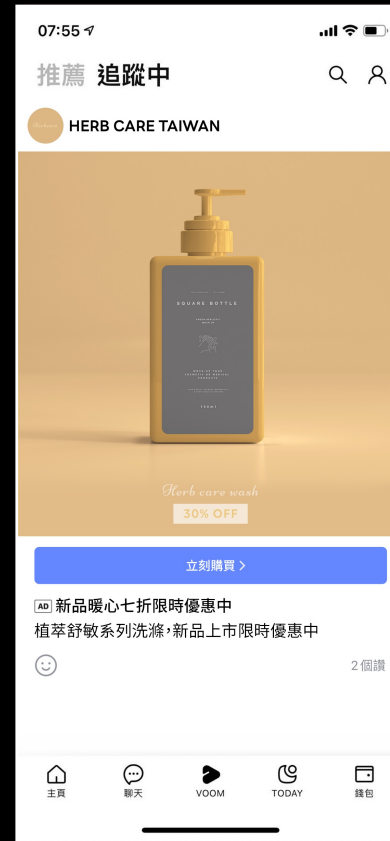 07:55
推薦 追蹤中
HERB CARE TAIWAN
SQUARE BOTTLE
Herb care wash
30% OFF
立刻購買 >
AD 新品暖心七折限時優惠中
植萃舒敏系列洗滌,新品上市限時優惠中
2個讚
主頁 聊天 VOOM TODAY 錢包